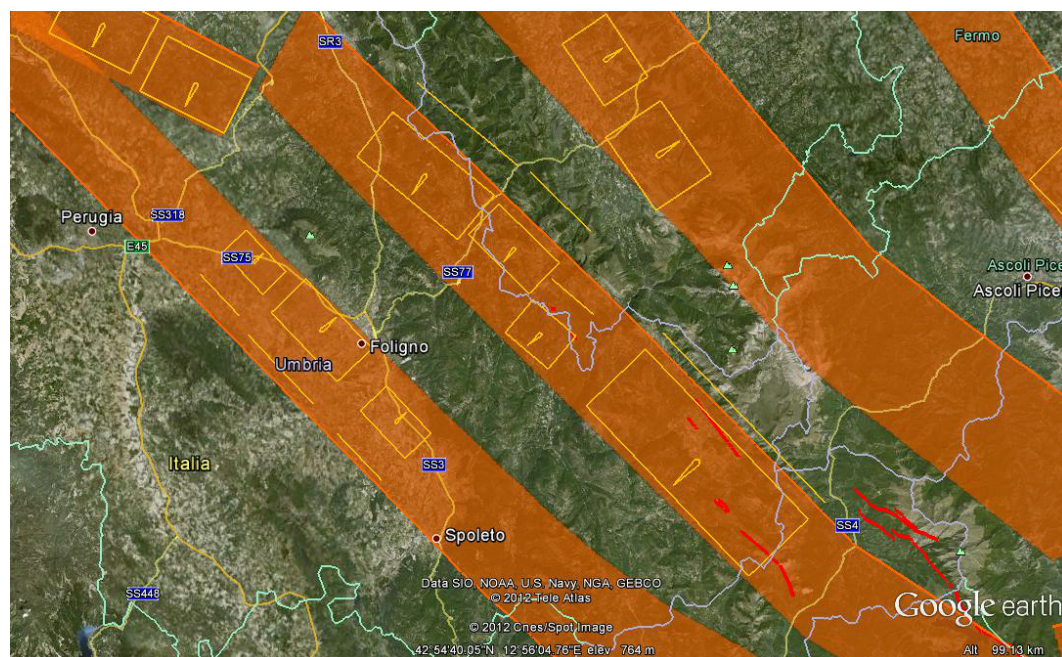 SR3
Fermo
Perugia
SS318
E45
SS75
SS77
Ascoli Pice
Ascoli Pice
Foligno
Umbria
Italia
SS3
SS4
Spoleto
SS448
Data SIO, NOAA, U.S. Navy, NGA, GEBCO
© 2012 Tele Atlas
© 2012 Cnes/Spot Image
Google earth
42°54'40.05"N 12°56'04.76"E elev 764 m
Alt 99.13 km